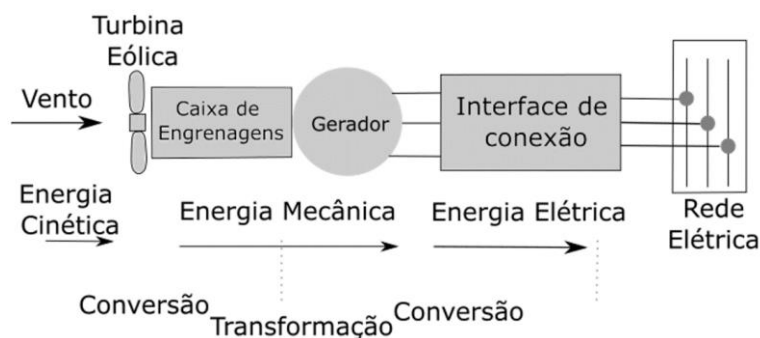 Turbina
Eólica
Vento
Caixa de
Engrenagens
Gerador
Interface de
conexão
Energia
Cinética
Energia Mecânica
Energia Elétrica
Rede
Elétrica
Conversão
Transformação
Conversão